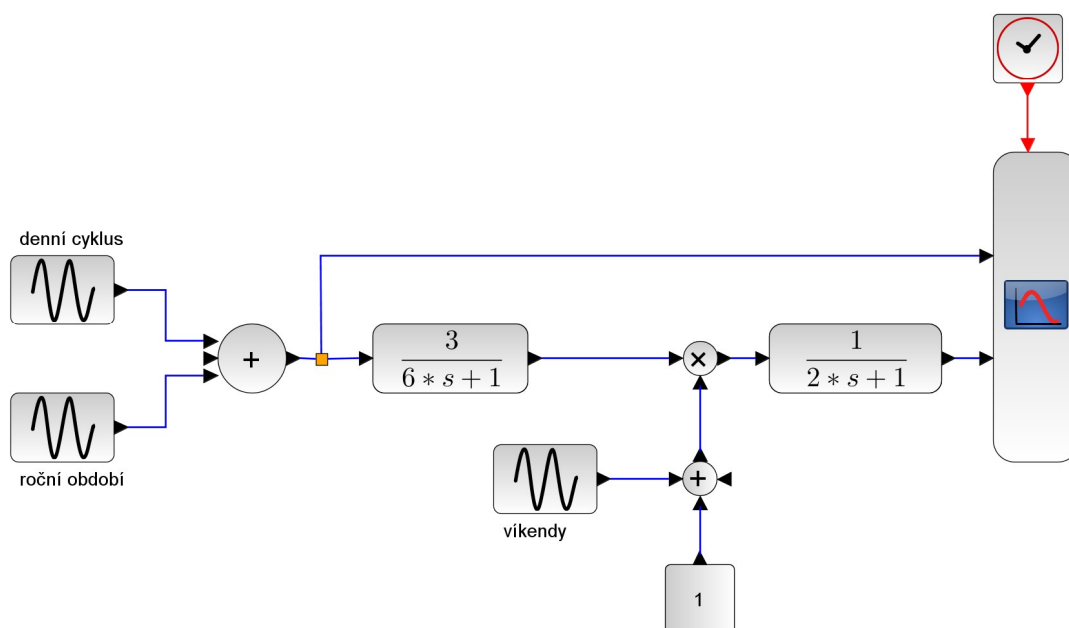 denní cyklus
+
3
6 * s + 1
×
1
2 * s + 1
roční období
+
víkendy
1